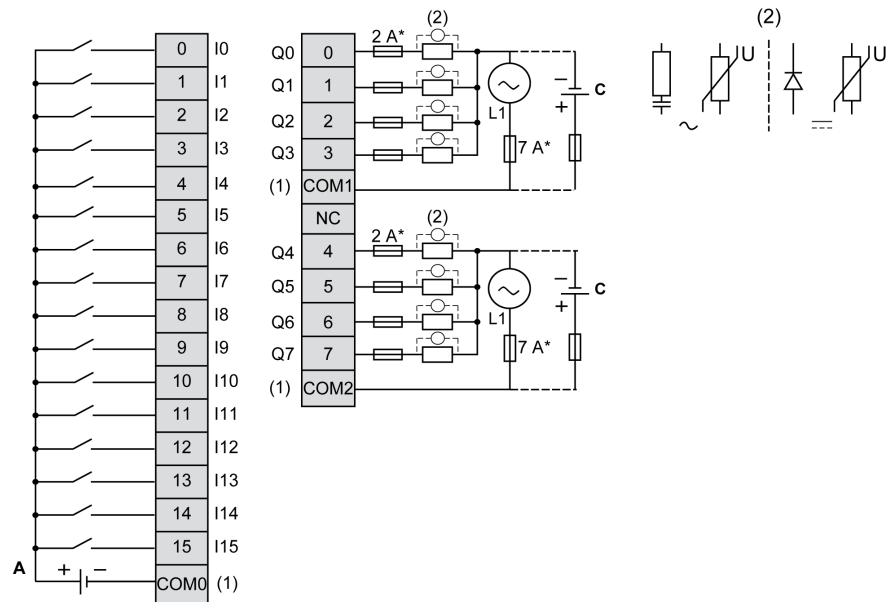 0 I0
1 I1
2 I2
3 I3
4 I4
5 I5
6 I6
7 I7
8 I8
9 I9
10 I10
11 I11
12 I12
13 I13
14 I14
15 I15
A + − COM0 (1)
(2)
2 A*
Q0 0
Q1 1
Q2 2
Q3 3
(1) COM1
L1
7 A*
− + C
NC
(2)
2 A*
Q4 4
Q5 5
Q6 6
Q7 7
(1) COM2
L1
7 A*
− + C
(2)
U U